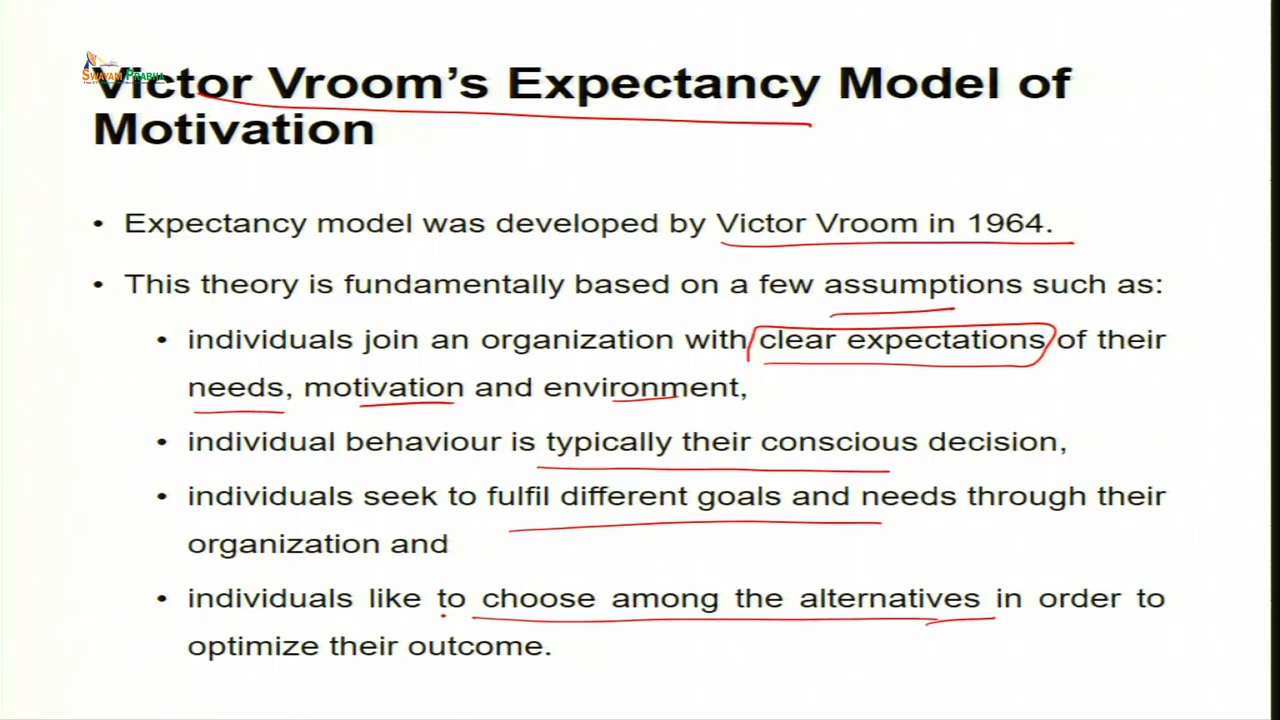 SWAYAM PRABHA
Victor Vroom's Expectancy Model of
Motivation
• Expectancy model was developed by Victor Vroom in 1964.
• This theory is fundamentally based on a few assumptions such as:
• individuals join an organization with clear expectations of their
needs, motivation and environment,
• individual behaviour is typically their conscious decision,
• individuals seek to fulfil different goals and needs through their
organization and
• individuals like to choose among the alternatives in order to
optimize their outcome.